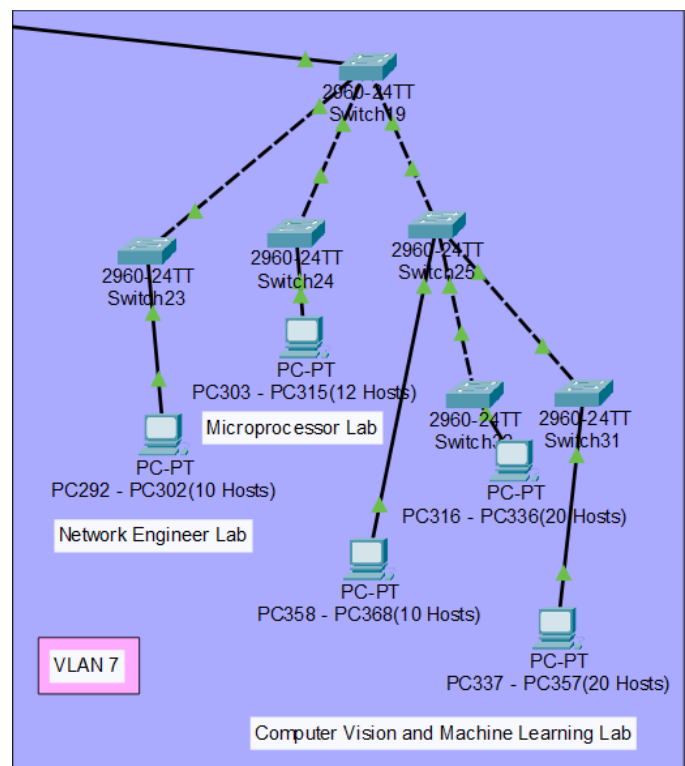 2960-24TT
Switch19
2960-24TT
Switch23
2960-24TT
Switch24
2960-24TT
Switch25
PC-PT
PC303 - PC315(12 Hosts)
Microprocessor Lab
PC-PT
PC292 - PC302(10 Hosts)
Network Engineer Lab
2960-24TT
2960-24TT
Switch31
PC-PT
PC316 - PC336(20 Hosts)
PC-PT
PC358 - PC368(10 Hosts)
PC-PT
PC337 - PC357(20 Hosts)
VLAN 7
Computer Vision and Machine Learning Lab